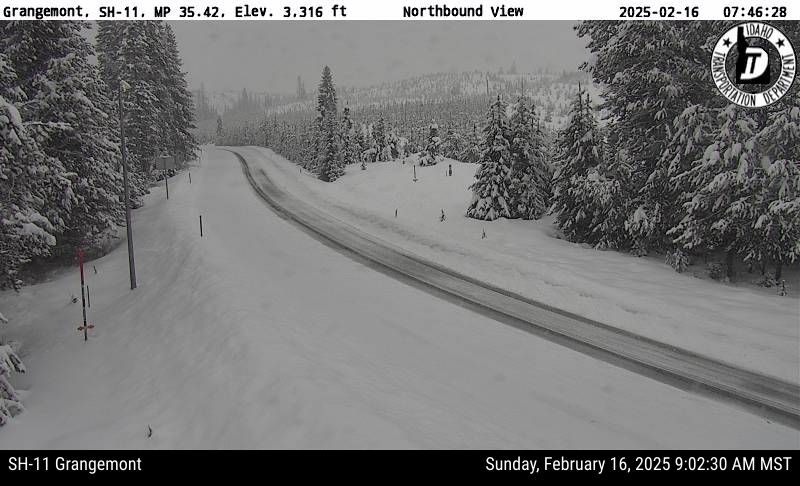 Grangemont, SH-11, MP 35.42, Elev. 3,316 ft Northbound View 2025-02-16 07:46:28
IDAHO
TRANSPORTATION DEPARTMENT
SH-11 Grangemont Sunday, February 16, 2025 9:02:30 AM MST